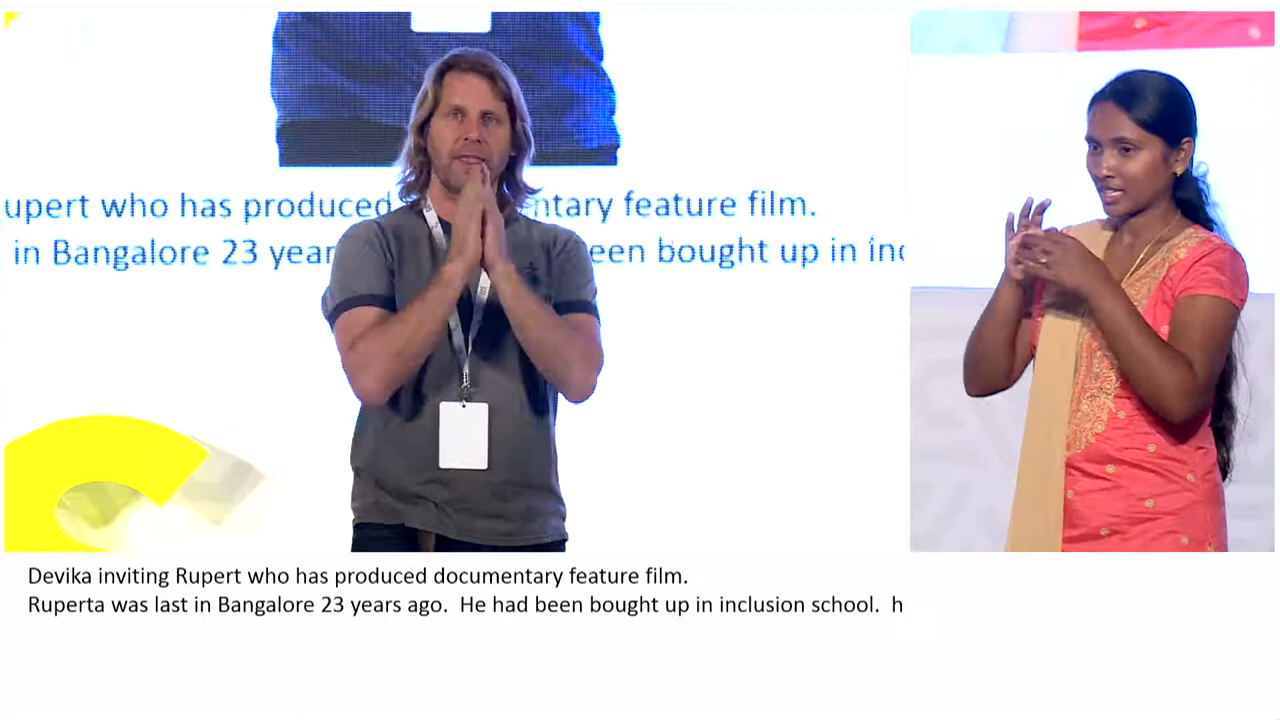 upert who has produced ntary feature film.
in Bangalore 23 year een bought up in inc
Devika inviting Rupert who has produced documentary feature film.
Ruperta was last in Bangalore 23 years ago.  He had been bought up in inclusion school.  h